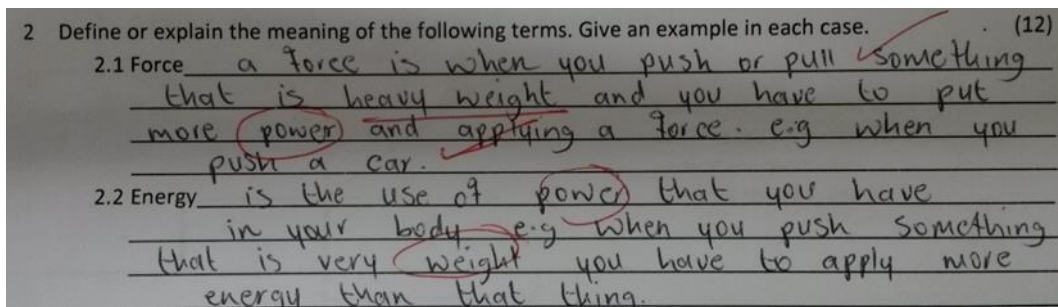 2 Define or explain the meaning of the following terms. Give an example in each case. (12)
2.1 Force a force is when you push or pull something
that is heavy weight and you have to put
more power and applying a force. e.g when you
push a car.
2.2 Energy is the use of power that you have
in your body e.g when you push something
that is very weight you have to apply more
energy than that thing.